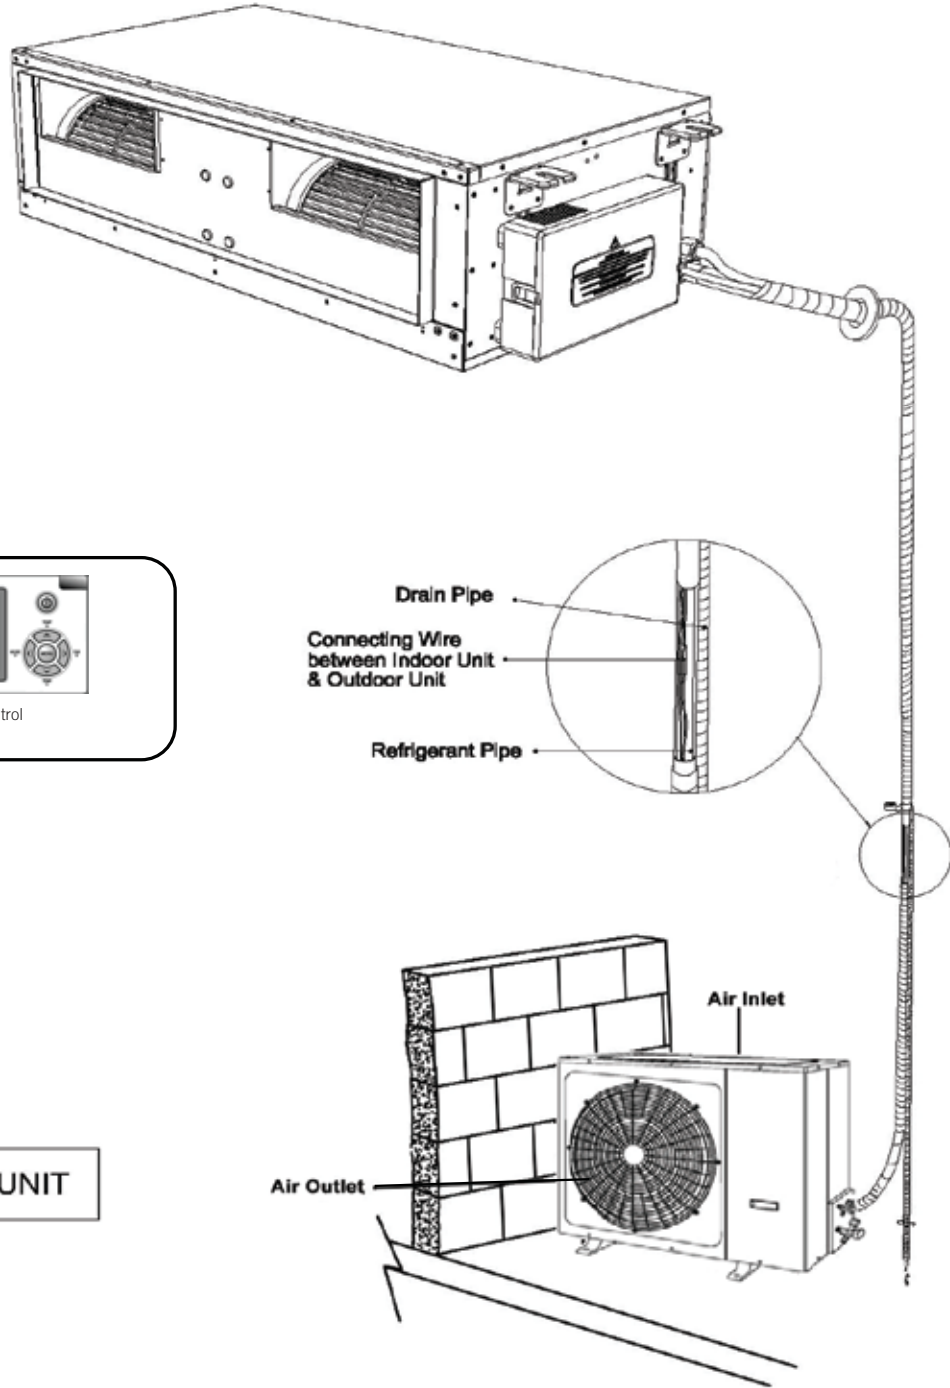 Drain Pipe
Connecting Wire
between Indoor Unit
& Outdoor Unit
trol
Refrigerant Pipe
Air Inlet
UNIT
Air Outlet